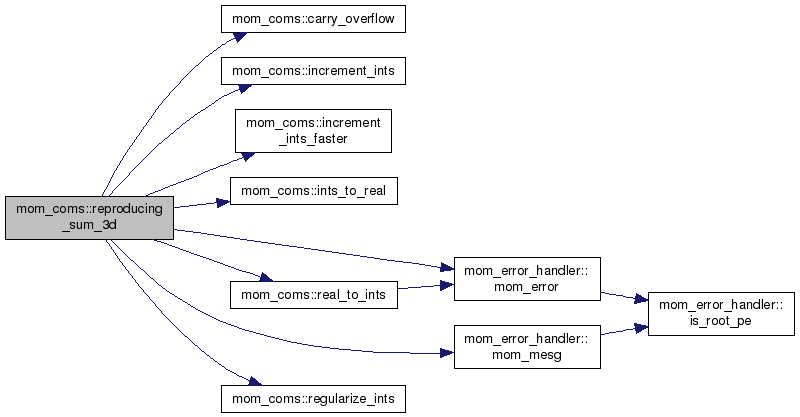 mom_coms::carry_overflow
mom_coms::increment_ints
mom_coms::increment
_ints_faster
mom_coms::ints_to_real
mom_coms::reproducing
_sum_3d
mom_error_handler::
mom_error
mom_coms::real_to_ints
mom_error_handler::
is_root_pe
mom_error_handler::
mom_mesg
mom_coms::regularize_ints